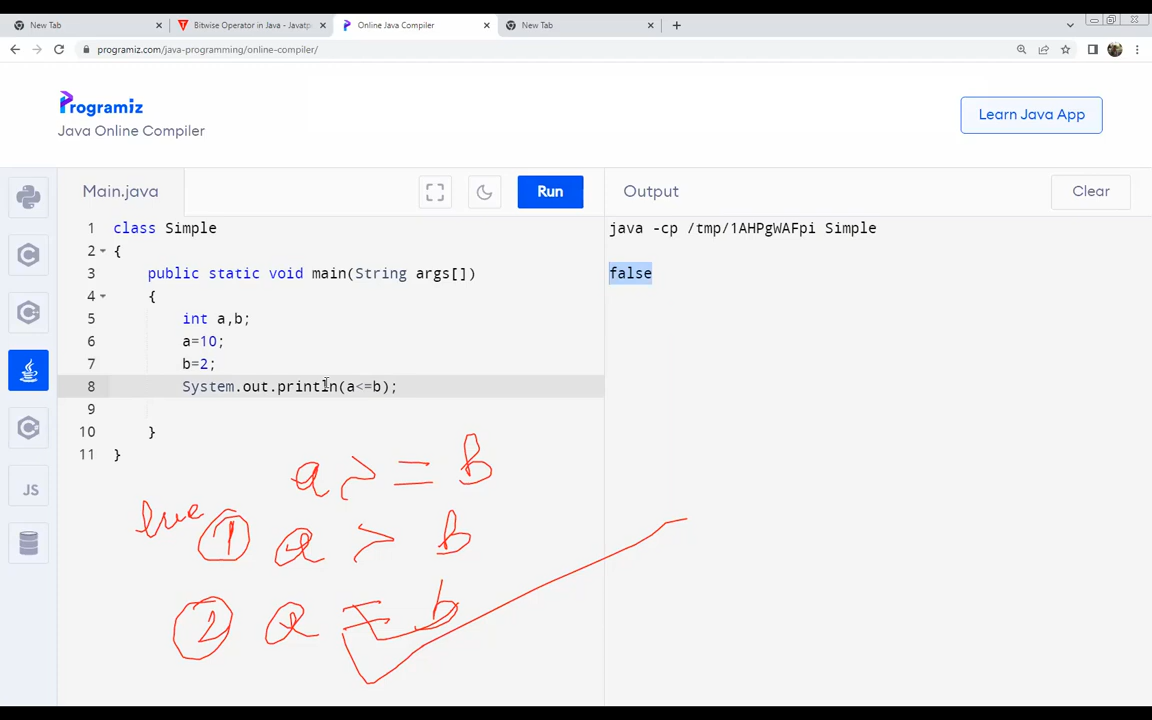 New Tab
Bitwise Operator in Java - Javatp
Online Java Compiler
New Tab
programiz.com/java-programming/online-compiler/
Programiz
Java Online Compiler
Learn Java App
Main.java
Run
Output
Clear
1 class Simple
2 {
3 public static void main(String args[])
4 {
5 int a,b;
6 a=10;
7 b=2;
8 System.out.println(a<=b);
9
10 }
11 }
java -cp /tmp/1AHPgWAFpi Simple
false
JS
a >= b
true 1 a > b
2 a = b